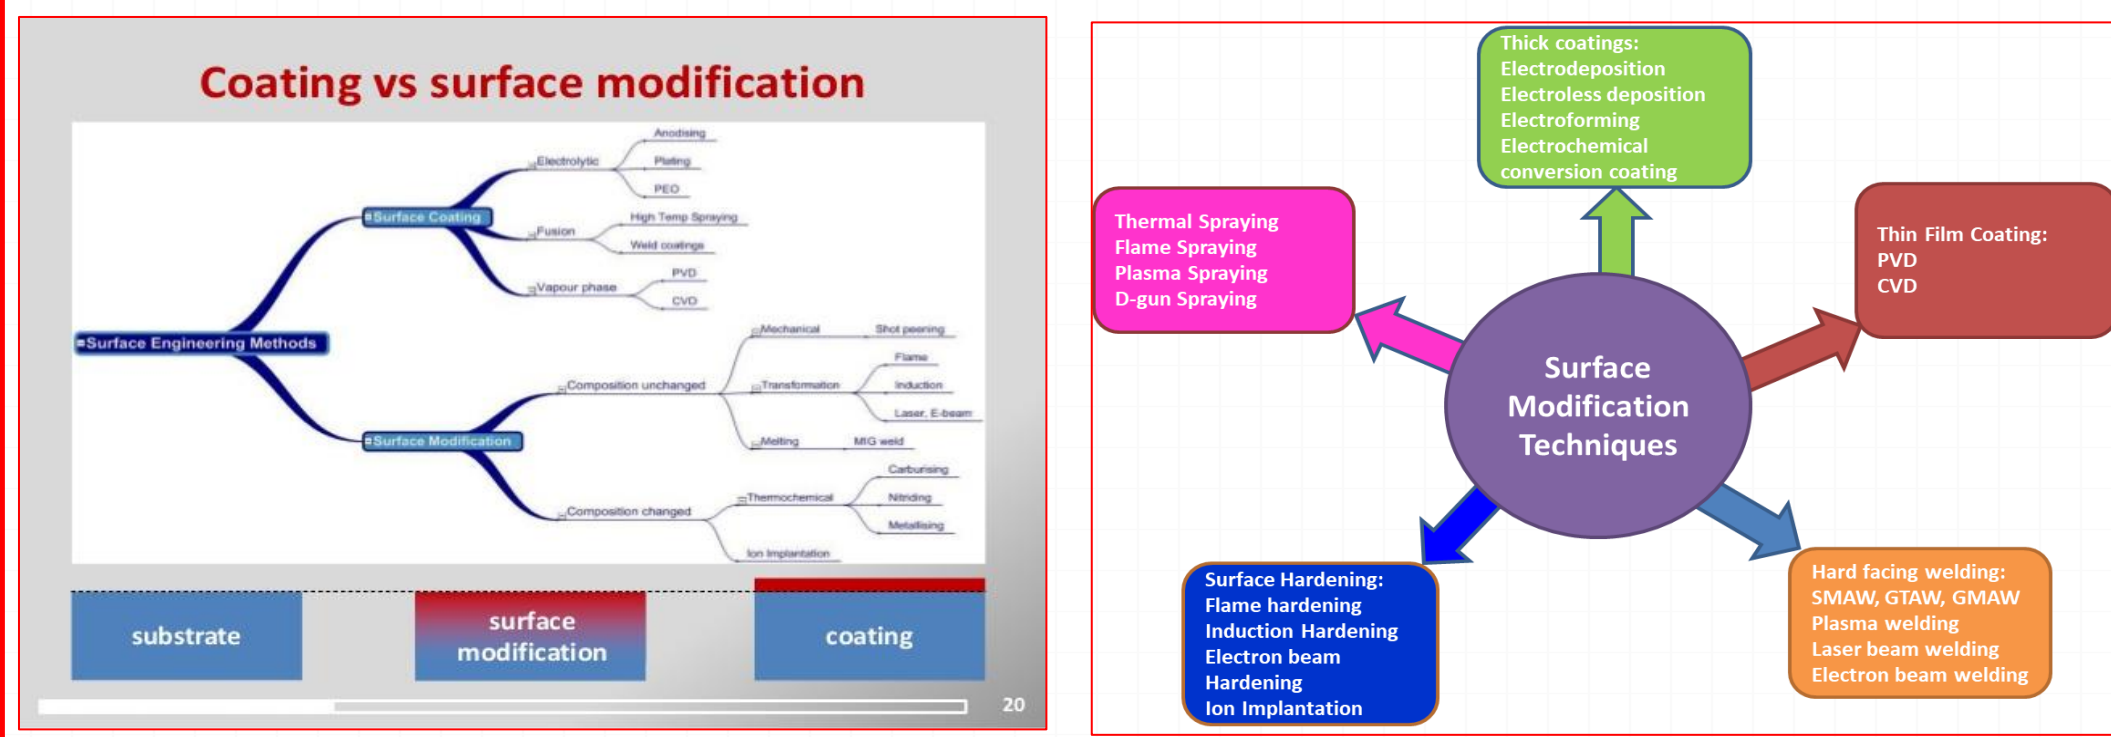 Coating vs surface modification
Surface Engineering Methods
Surface Coating
Electrolytic
Anodising
Plating
PEO
Fusion
High Temp Spraying
Weld coatings
Vapour phase
PVD
CVD
Surface Modification
Composition unchanged
Mechanical
Shot peening
Transformation
Flame
Induction
Laser, E-beam
Melting
MIG weld
Composition changed
Thermochemical
Carburising
Nitriding
Metallising
Ion Implantation
substrate
surface
modification
coating
20
Thick coatings:
Electrodeposition
Electroless deposition
Electroforming
Electrochemical
conversion coating
Thermal Spraying
Flame Spraying
Plasma Spraying
D-gun Spraying
Thin Film Coating:
PVD
CVD
Surface
Modification
Techniques
Surface Hardening:
Flame hardening
Induction Hardening
Electron beam
Hardening
Ion Implantation
Hard facing welding:
SMAW, GTAW, GMAW
Plasma welding
Laser beam welding
Electron beam welding